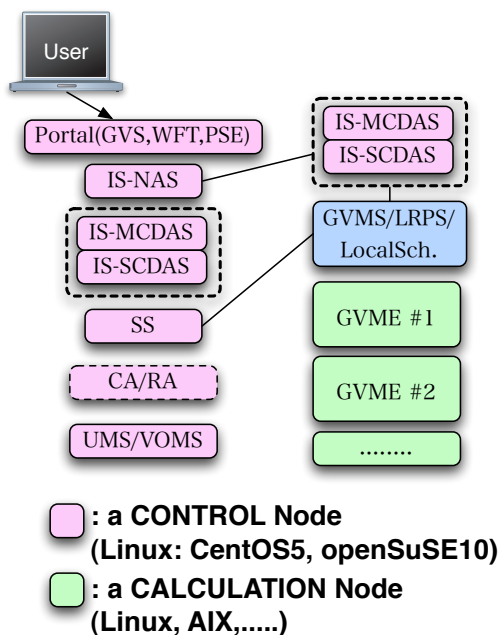 User
Portal(GVS,WFT,PSE)
IS-NAS
IS-MCDAS
IS-SCDAS
SS
CA/RA
UMS/VOMS
IS-MCDAS
IS-SCDAS
GVMS/LRPS/
LocalSch.
GVME #1
GVME #2
........
: a CONTROL Node
(Linux: CentOS5, openSuSE10)
: a CALCULATION Node
(Linux, AIX,.....)